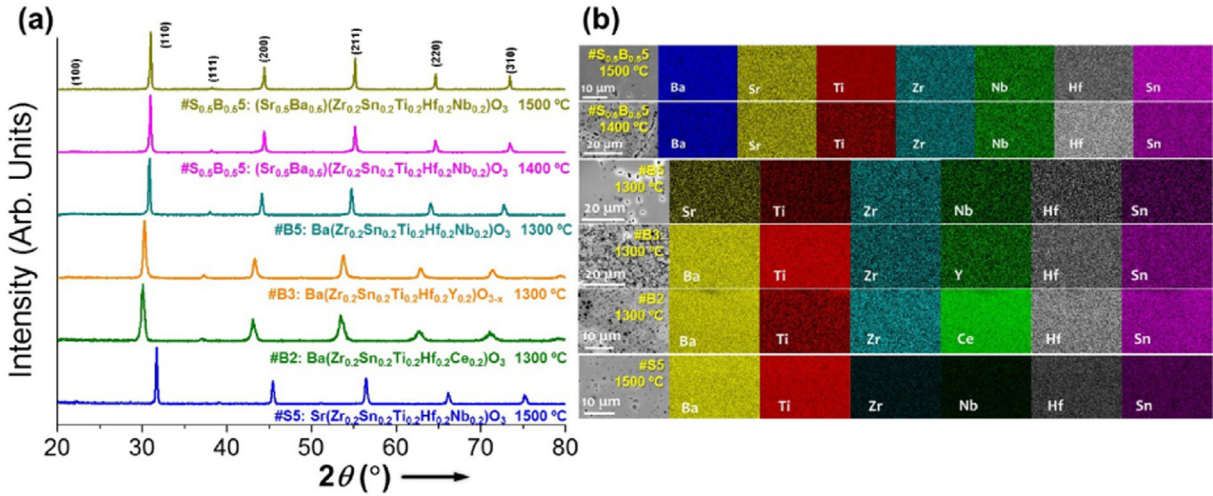 (a)
(100)
(110)
(111)
(200)
(211)
(220)
(310)
#S₀.₅B₀.₅5: (Sr₀.₅Ba₀.₅)(Zr₀.₂Sn₀.₂Ti₀.₂Hf₀.₂Nb₀.₂)O₃ 1500 ºC
#S₀.₅B₀.₅5: (Sr₀.₅Ba₀.₅)(Zr₀.₂Sn₀.₂Ti₀.₂Hf₀.₂Nb₀.₂)O₃ 1400 ºC
#B5: Ba(Zr₀.₂Sn₀.₂Ti₀.₂Hf₀.₂Nb₀.₂)O₃ 1300 ºC
#B3: Ba(Zr₀.₂Sn₀.₂Ti₀.₂Hf₀.₂Y₀.₂)O₃₋ₓ 1300 ºC
#B2: Ba(Zr₀.₂Sn₀.₂Ti₀.₂Hf₀.₂Ce₀.₂)O₃ 1300 ºC
#S5: Sr(Zr₀.₂Sn₀.₂Ti₀.₂Hf₀.₂Nb₀.₂)O₃ 1500 ºC
Intensity (Arb. Units)
20 30 40 50 60 70 80
2θ (°)
(b)
#S₀.₅B₀.₅5
1500 ºC
10 μm
Ba Sr Ti Zr Nb Hf Sn
#S₀.₅B₀.₅5
1400 ºC
20 μm
Ba Sr Ti Zr Nb Hf Sn
#B5
1300 ºC
20 μm
Sr Ti Zr Nb Hf Sn
#B3
1300 ºC
20 μm
Ba Ti Zr Y Hf Sn
#B2
1300 ºC
10 μm
Ba Ti Zr Ce Hf Sn
#S5
1500 ºC
10 μm
Ba Ti Zr Nb Hf Sn